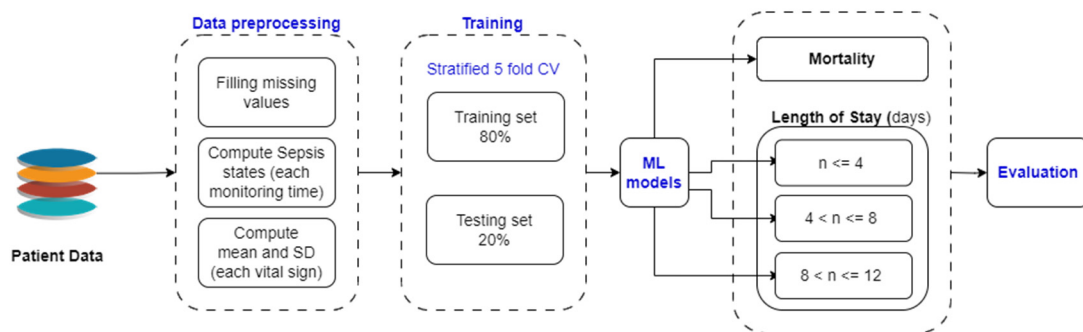 Patient Data
Data preprocessing
Filling missing
values
Compute Sepsis
states (each
monitoring time)
Compute
mean and SD
(each vital sign)
Training
Stratified 5 fold CV
Training set
80%
Testing set
20%
ML
models
Mortality
Length of Stay (days)
n <= 4
4 < n <= 8
8 < n <= 12
Evaluation